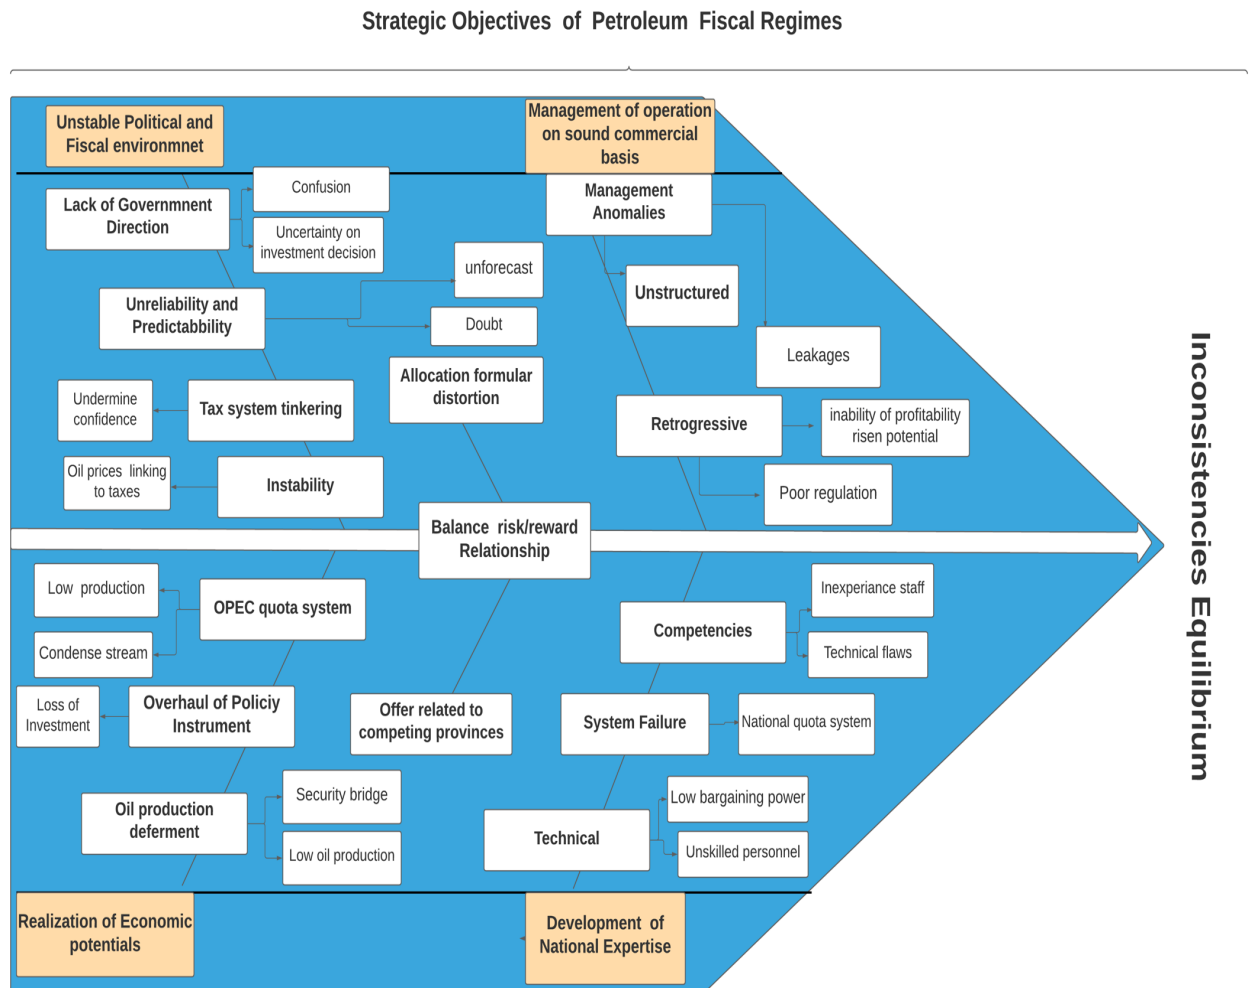 Strategic Objectives of Petroleum Fiscal Regimes
Unstable Political and
Fiscal environmnet
Management of operation
on sound commercial
basis
Lack of Governmnent
Direction
Confusion
Uncertainty on
investment decision
Management
Anomalies
unforecast
Unstructured
Unreliability and
Predictabbility
Doubt
Leakages
Allocation formular
distortion
Undermine
confidence
Tax system tinkering
Retrogressive
inability of profitability
risen potential
Oil prices linking
to taxes
Instability
Poor regulation
Balance risk/reward
Relationship
Inconsistencies Equilibrium
Low production
OPEC quota system
Condense stream
Competencies
Inexperiance staff
Technical flaws
Loss of
Investment
Overhaul of Policiy
Instrument
Offer related to
competing provinces
System Failure
National quota system
Oil production
deferment
Security bridge
Low oil production
Technical
Low bargaining power
Unskilled personnel
Realization of Economic
potentials
Development of
National Expertise